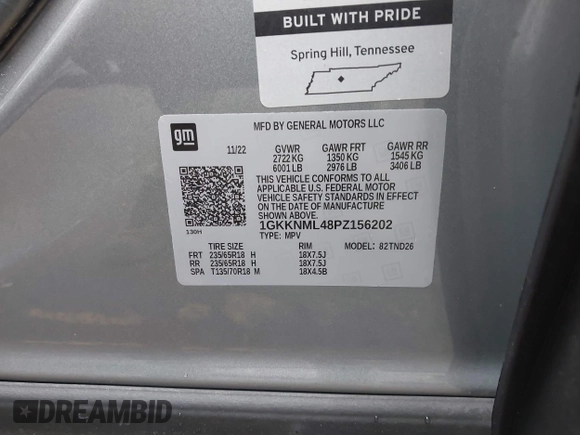 BUILT WITH PRIDE
Spring Hill, Tennessee
gm
MFD BY GENERAL MOTORS LLC
11/22 GVWR GAWR FRT GAWR RR
2722 KG 1350 KG 1545 KG
6001 LB 2976 LB 3406 LB
THIS VEHICLE CONFORMS TO ALL
APPLICABLE U.S. FEDERAL MOTOR
VEHICLE SAFETY STANDARDS IN EFFECT
ON THE DATE OF MANUFACTURE
SHOWN ABOVE.
1GKKNML48PZ156202
130H
TYPE: MPV MODEL: 82TND26
TIRE SIZE RIM
FRT 235/65R18 H 18X7.5J
RR 235/65R18 H 18X7.5J
SPA T135/70R18 M 18X4.5B
DREAMBID